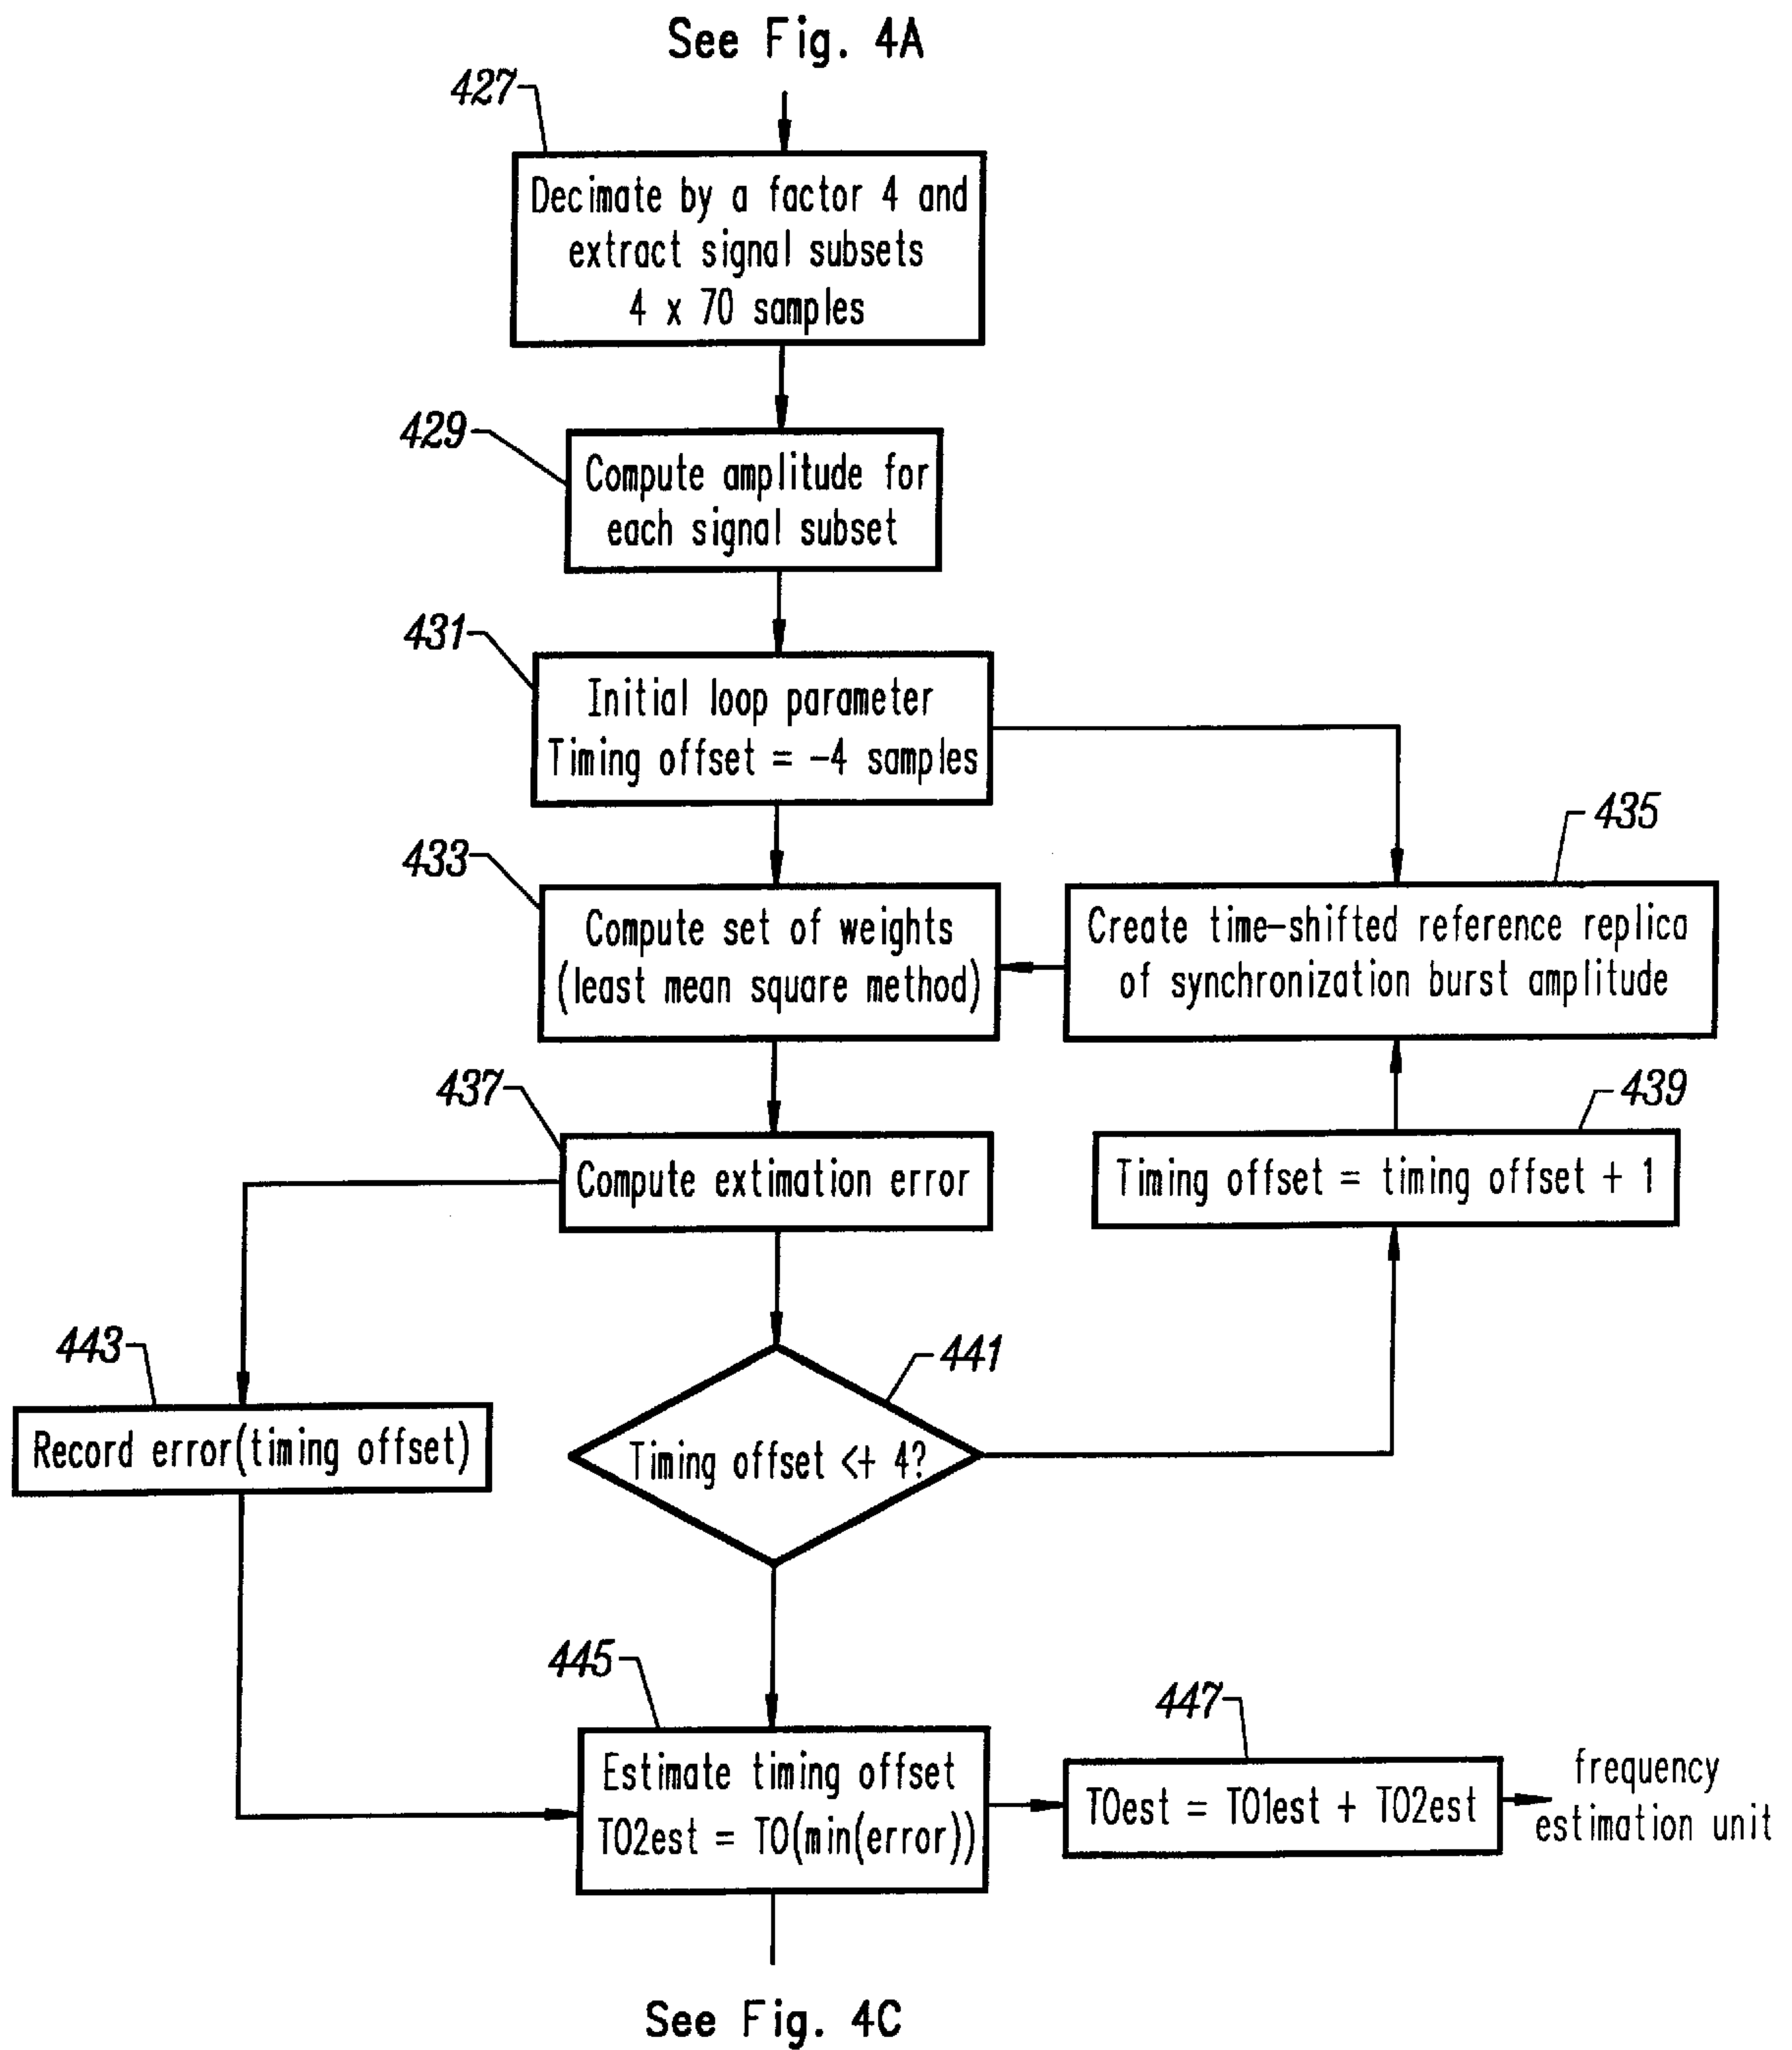 See Fig. 4A
427
Decimate by a factor 4 and
extract signal subsets
4 x 70 samples
429
Compute amplitude for
each signal subset
431
Initial loop parameter
Timing offset = -4 samples
433
Compute set of weights
(least mean square method)
435
Create time-shifted reference replica
of synchronization burst amplitude
437
Compute extimation error
439
Timing offset = timing offset + 1
443
Record error(timing offset)
441
Timing offset <+ 4?
445
Estimate timing offset
TO2est = TO(min(error))
447
TOest = TO1est + TO2est
frequency
estimation unit
See Fig. 4C